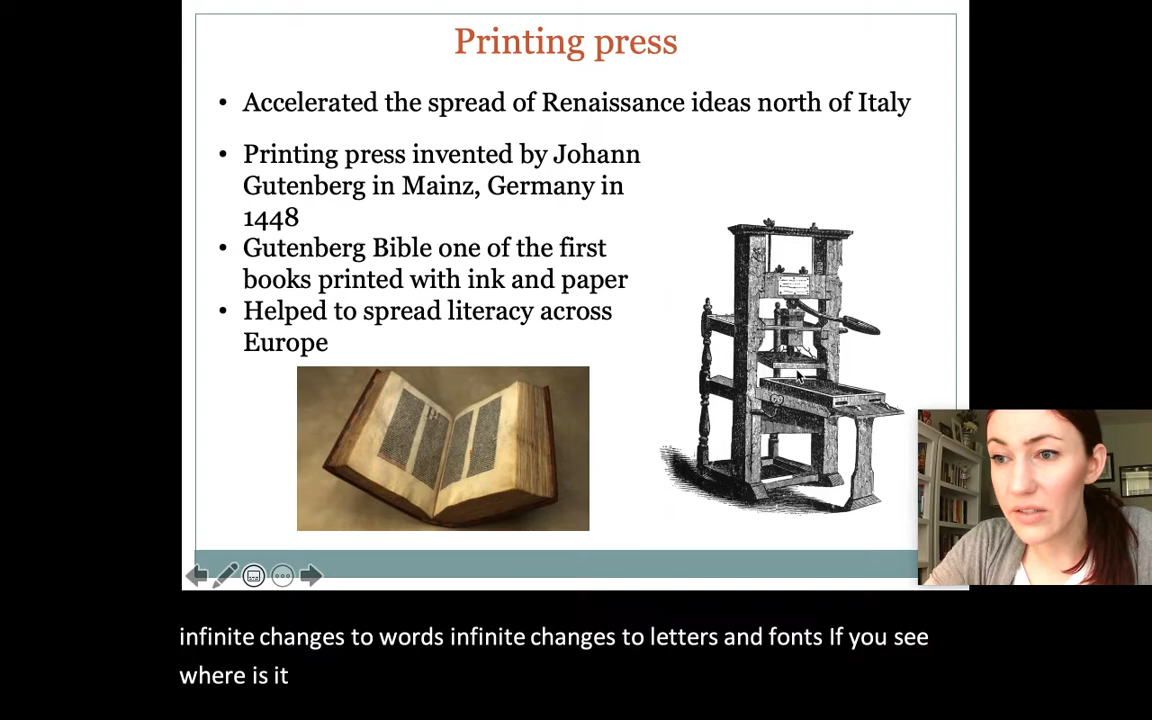 Printing press
• Accelerated the spread of Renaissance ideas north of Italy
• Printing press invented by Johann
Gutenberg in Mainz, Germany in
1448
• Gutenberg Bible one of the first
books printed with ink and paper
• Helped to spread literacy across
Europe
infinite changes to words infinite changes to letters and fonts If you see
where is it